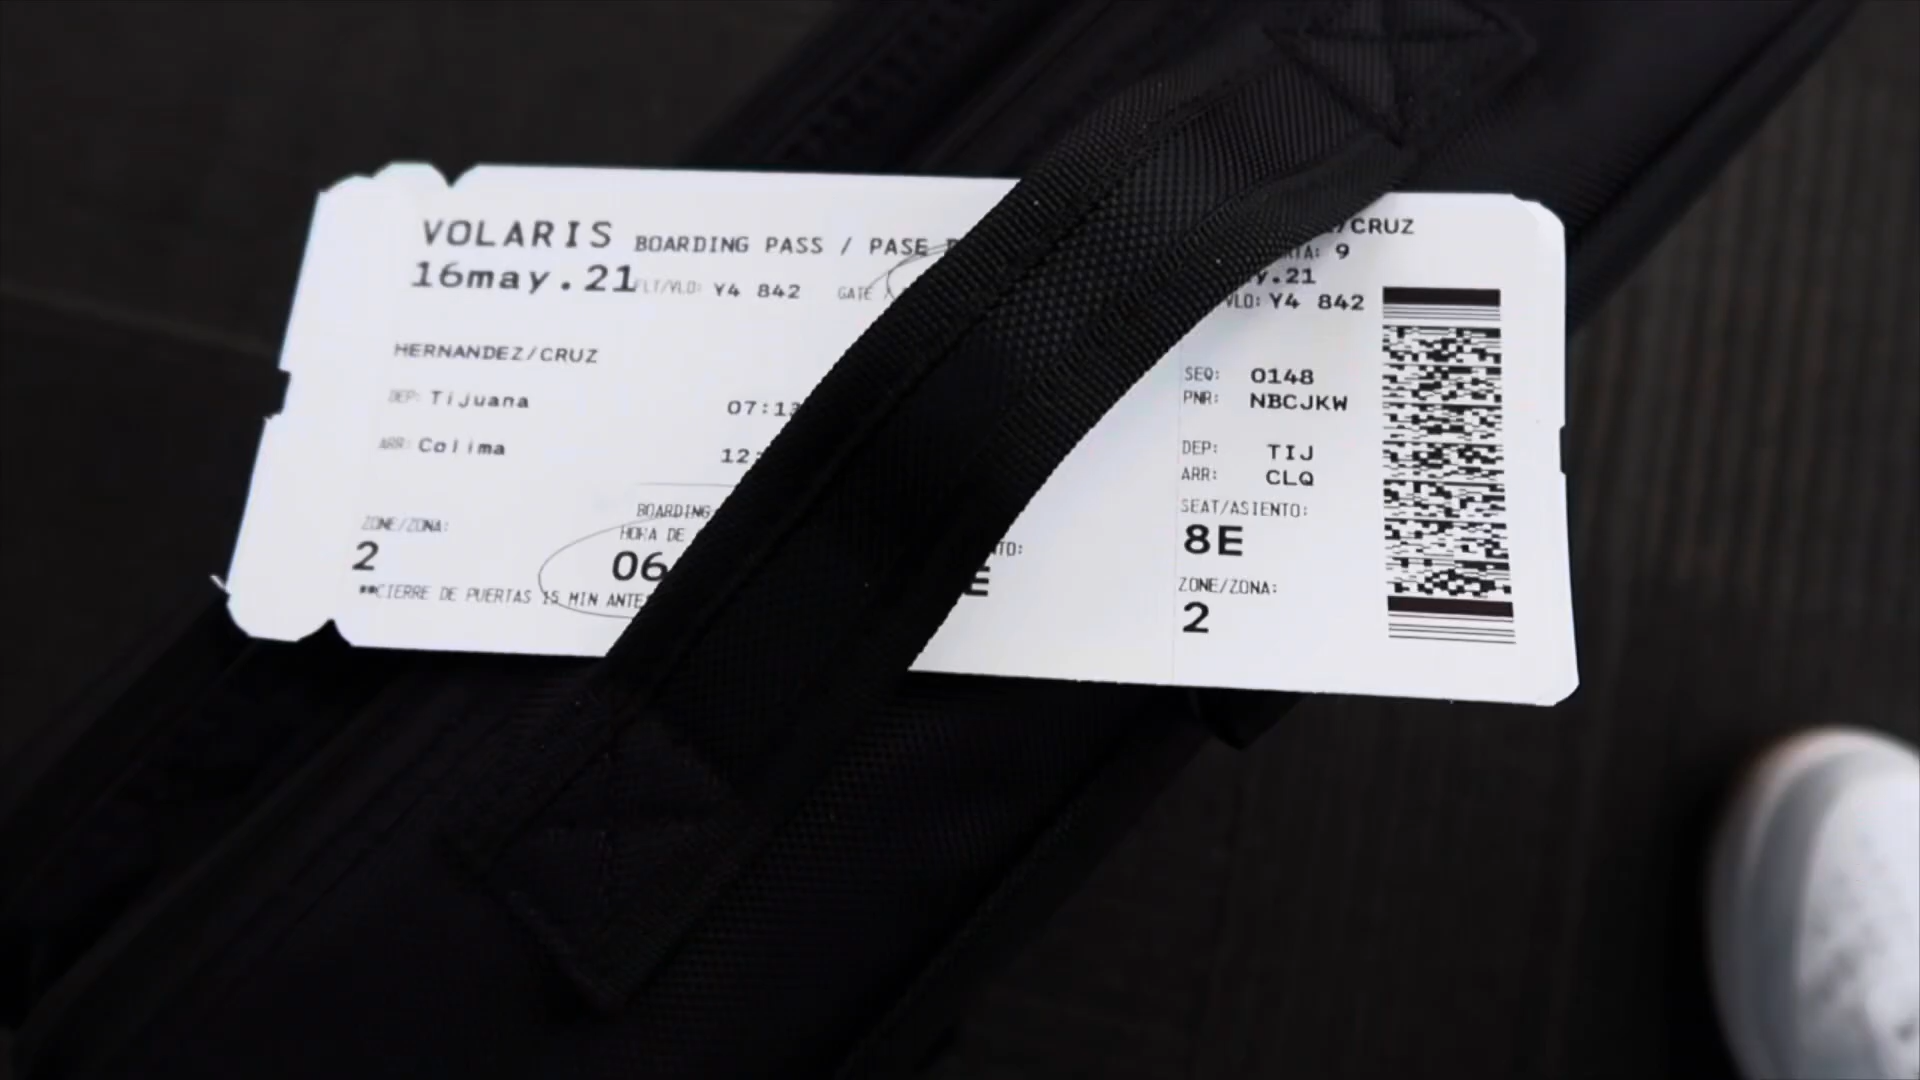 VOLARIS BOARDING PASS / PASE
16may.21 FLT/VLO: Y4 842 GATE
HERNANDEZ/CRUZ
DEP: Tijuana 07:13
ARR: Colima 12:
BOARDING
ZONE/ZONA: HORA DE
2 06
**CIERRE DE PUERTAS 15 MIN ANTES
/CRUZ
9
y.21
VLO: Y4 842
SEQ: 0148
PNR: NBCJKW
DEP: TIJ
ARR: CLQ
SEAT/ASIENTO:
8E
ZONE/ZONA:
2